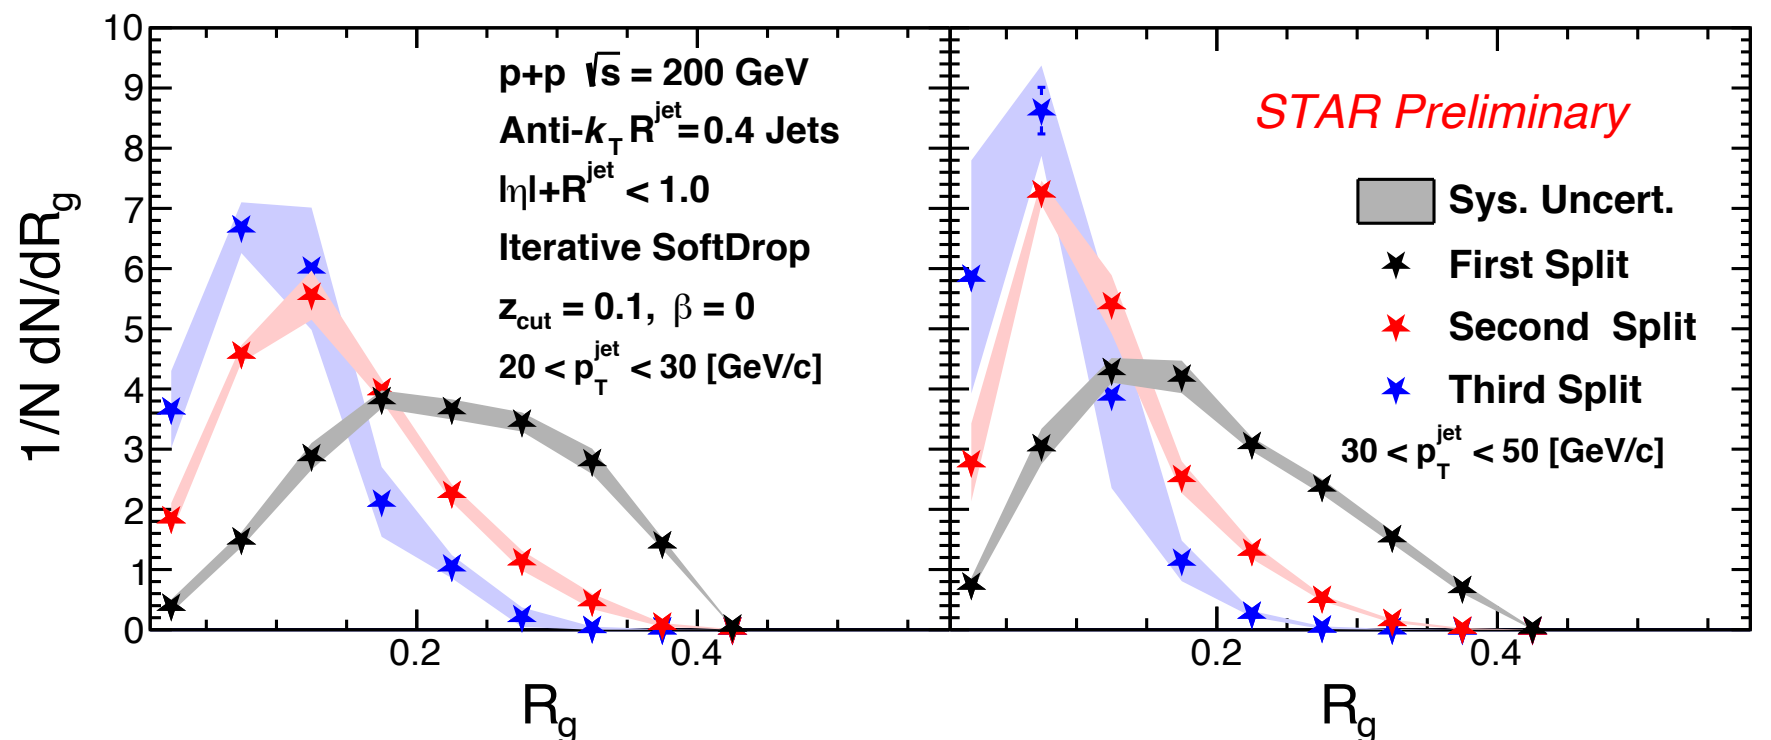 1/N dN/dRg
10
9
8
7
6
5
4
3
2
1
0
p+p √s = 200 GeV
Anti-kT Rjet=0.4 Jets
|η|+Rjet < 1.0
Iterative SoftDrop
zcut = 0.1, β = 0
20 < pTjet < 30 [GeV/c]
0.2
0.4
Rg
STAR Preliminary
Sys. Uncert.
First Split
Second Split
Third Split
30 < pTjet < 50 [GeV/c]
0.2
0.4
Rg